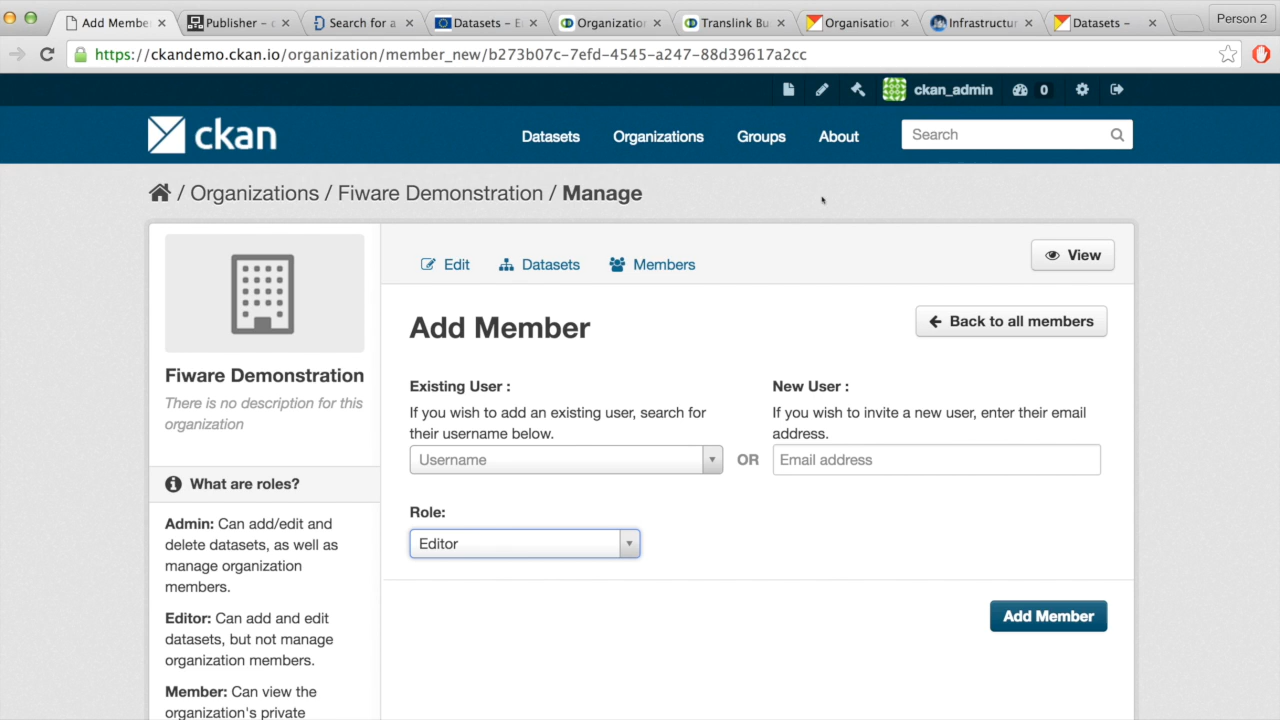 Add Membe
Publisher –
Search for a
Datasets – E
Organizatio
Translink Bu
Organisatio
Infrastructur
Datasets –
Person 2
https://ckandemo.ckan.io/organization/member_new/b273b07c-7efd-4545-a247-88d39617a2cc
ckan_admin
0
ckan
Datasets
Organizations
Groups
About
Search
/ Organizations / Fiware Demonstration / Manage
Fiware Demonstration
There is no description for this
organization
What are roles?
Admin: Can add/edit and
delete datasets, as well as
manage organization
members.
Editor: Can add and edit
datasets, but not manage
organization members.
Member: Can view the
organization's private
Edit
Datasets
Members
View
Add Member
Back to all members
Existing User :
If you wish to add an existing user, search for
their username below.
Username
OR
New User :
If you wish to invite a new user, enter their email
address.
Email address
Role:
Editor
Add Member